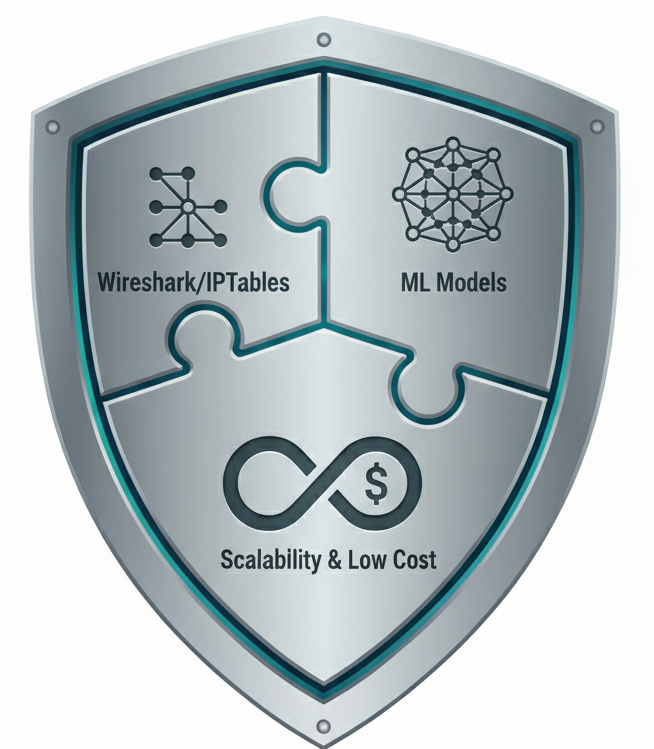 Wireshark/IPTables
ML Models
$
Scalability & Low Cost